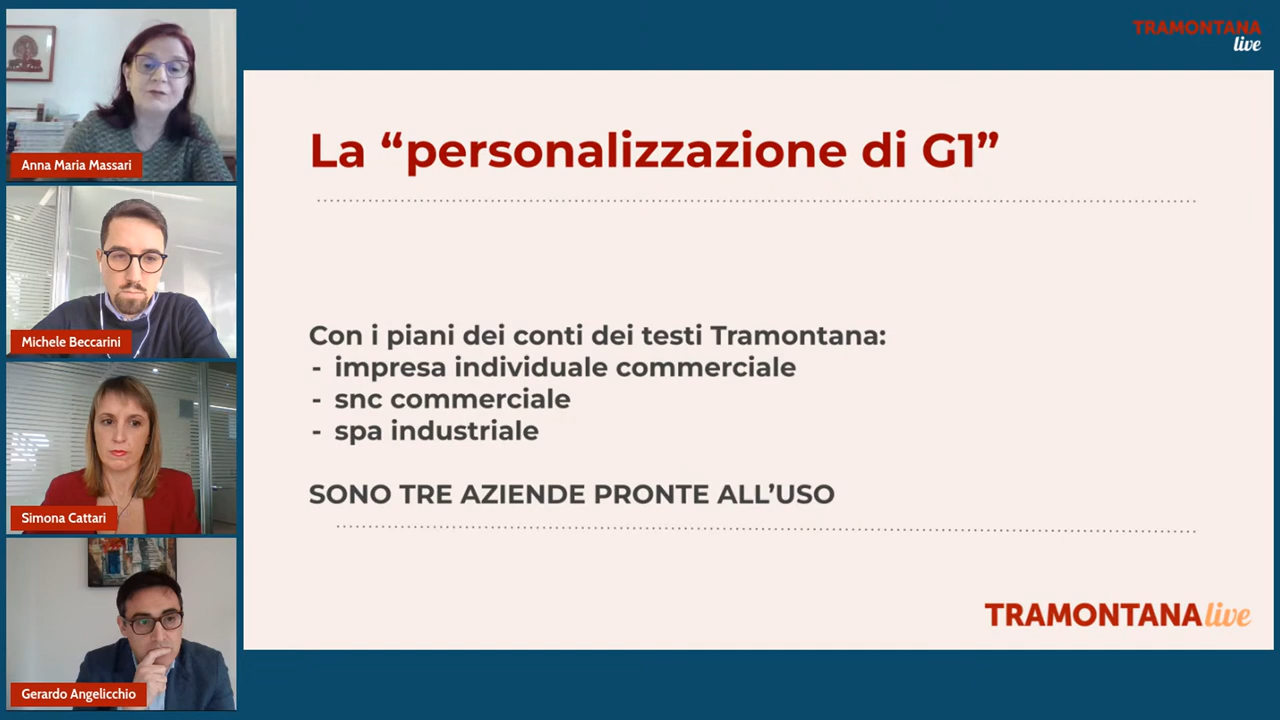 TRAMONTANA
live
Anna Maria Massari
Michele Beccarini
Simona Cattari
Gerardo Angelicchio
La “personalizzazione di G1”
Con i piani dei conti dei testi Tramontana:
- impresa individuale commerciale
- snc commerciale
- spa industriale
SONO TRE AZIENDE PRONTE ALL’USO
TRAMONTANA live